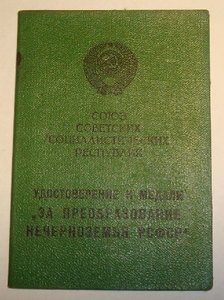 СОЮЗ
СОВЕТСКИХ
СОЦИАЛИСТИЧЕСКИХ
РЕСПУБЛИК
УДОСТОВЕРЕНИЕ К МЕДАЛИ
„ЗА ПРЕОБРАЗОВАНИЕ
НЕЧЕРНОЗЕМЬЯ РСФСР“